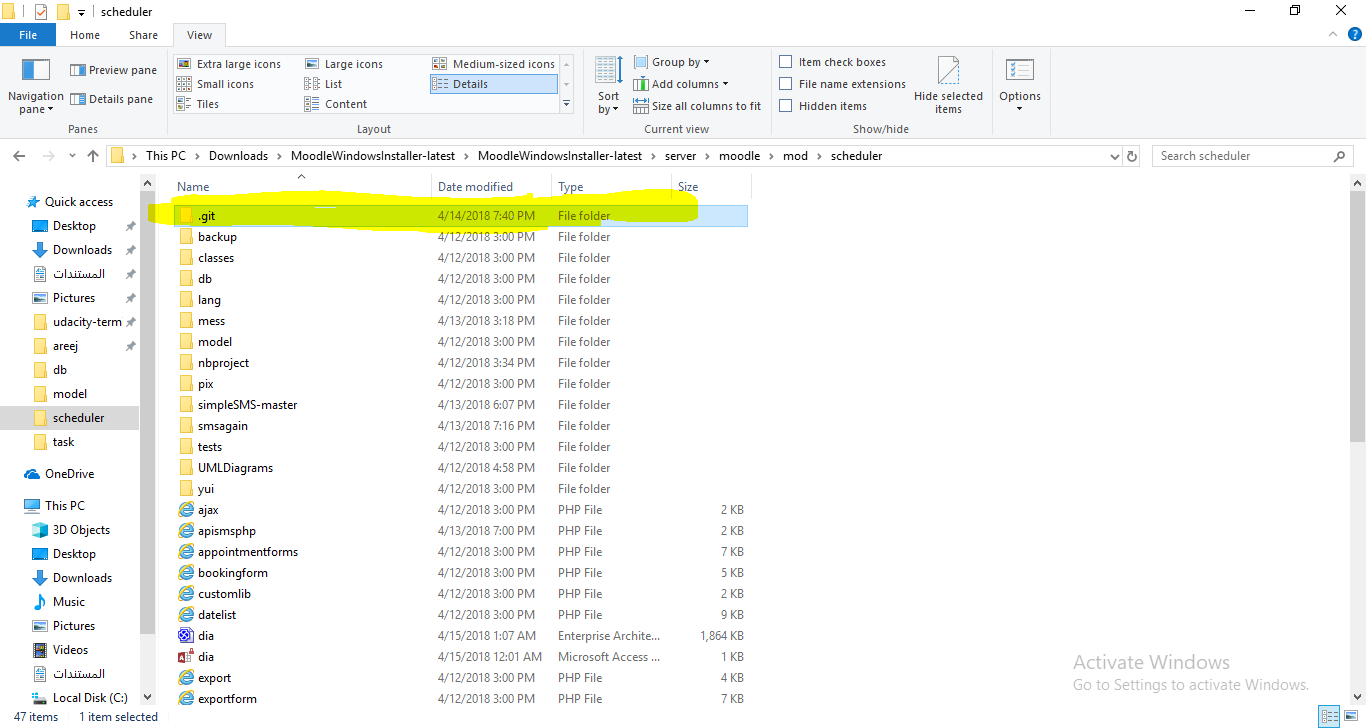 scheduler
File Home Share View
Navigation pane
Preview pane
Details pane
Panes
Extra large icons Large icons Medium-sized icons
Small icons List Details
Tiles Content
Layout
Sort by
Group by
Add columns
Size all columns to fit
Current view
Item check boxes
File name extensions
Hidden items
Hide selected items
Show/hide
Options
This PC > Downloads > MoodleWindowsInstaller-latest > MoodleWindowsInstaller-latest > server > moodle > mod > scheduler
Search scheduler
Quick access
Desktop
Downloads
المستندات
Pictures
udacity-term
areej
db
model
scheduler
task
OneDrive
This PC
3D Objects
Desktop
Downloads
Music
Pictures
Videos
المستندات
Local Disk (C:)
Name Date modified Type Size
.git 4/14/2018 7:40 PM File folder
backup 4/12/2018 3:00 PM File folder
classes 4/12/2018 3:00 PM File folder
db 4/12/2018 3:00 PM File folder
lang 4/12/2018 3:00 PM File folder
mess 4/13/2018 3:18 PM File folder
model 4/12/2018 3:00 PM File folder
nbproject 4/12/2018 3:34 PM File folder
pix 4/12/2018 3:00 PM File folder
simpleSMS-master 4/13/2018 6:07 PM File folder
smsagain 4/13/2018 7:16 PM File folder
tests 4/12/2018 3:00 PM File folder
UMLDiagrams 4/12/2018 4:58 PM File folder
yui 4/12/2018 3:00 PM File folder
ajax 4/12/2018 3:00 PM PHP File 2 KB
apismsphp 4/13/2018 7:00 PM PHP File 2 KB
appointmentforms 4/12/2018 3:00 PM PHP File 7 KB
bookingform 4/12/2018 3:00 PM PHP File 5 KB
customlib 4/12/2018 3:00 PM PHP File 2 KB
datelist 4/12/2018 3:00 PM PHP File 9 KB
dia 4/15/2018 1:07 AM Enterprise Archite... 1,864 KB
dia 4/15/2018 12:01 AM Microsoft Access ... 1 KB
export 4/12/2018 3:00 PM PHP File 4 KB
exportform 4/12/2018 3:00 PM PHP File 7 KB
Activate Windows
Go to Settings to activate Windows.
47 items 1 item selected